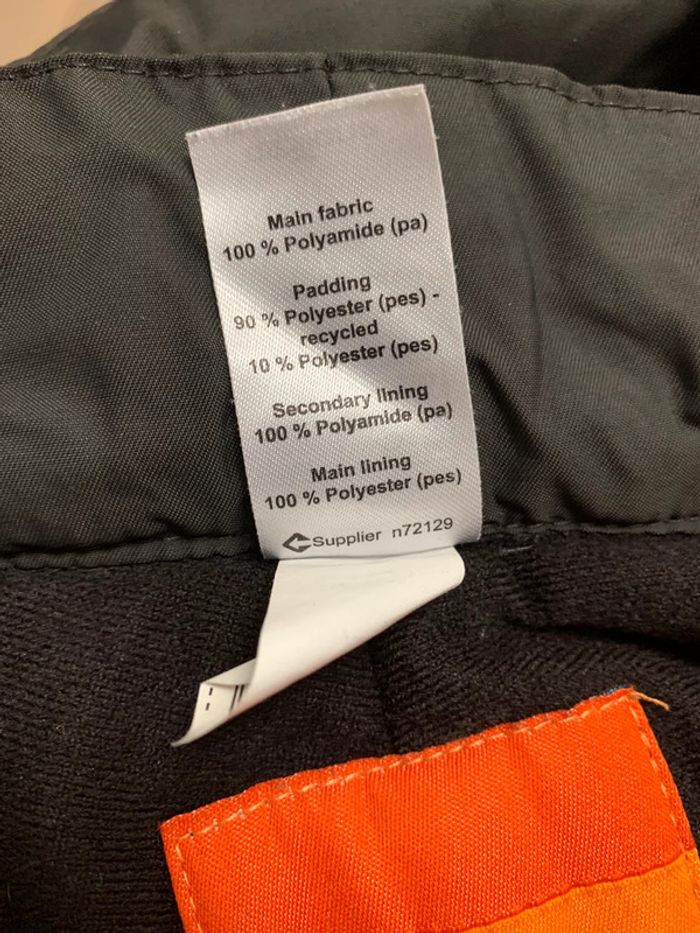 Main fabric
100 % Polyamide (pa)
Padding
90 % Polyester (pes) -
recycled
10 % Polyester (pes)
Secondary lining
100 % Polyamide (pa)
Main lining
100 % Polyester (pes)
Supplier n72129